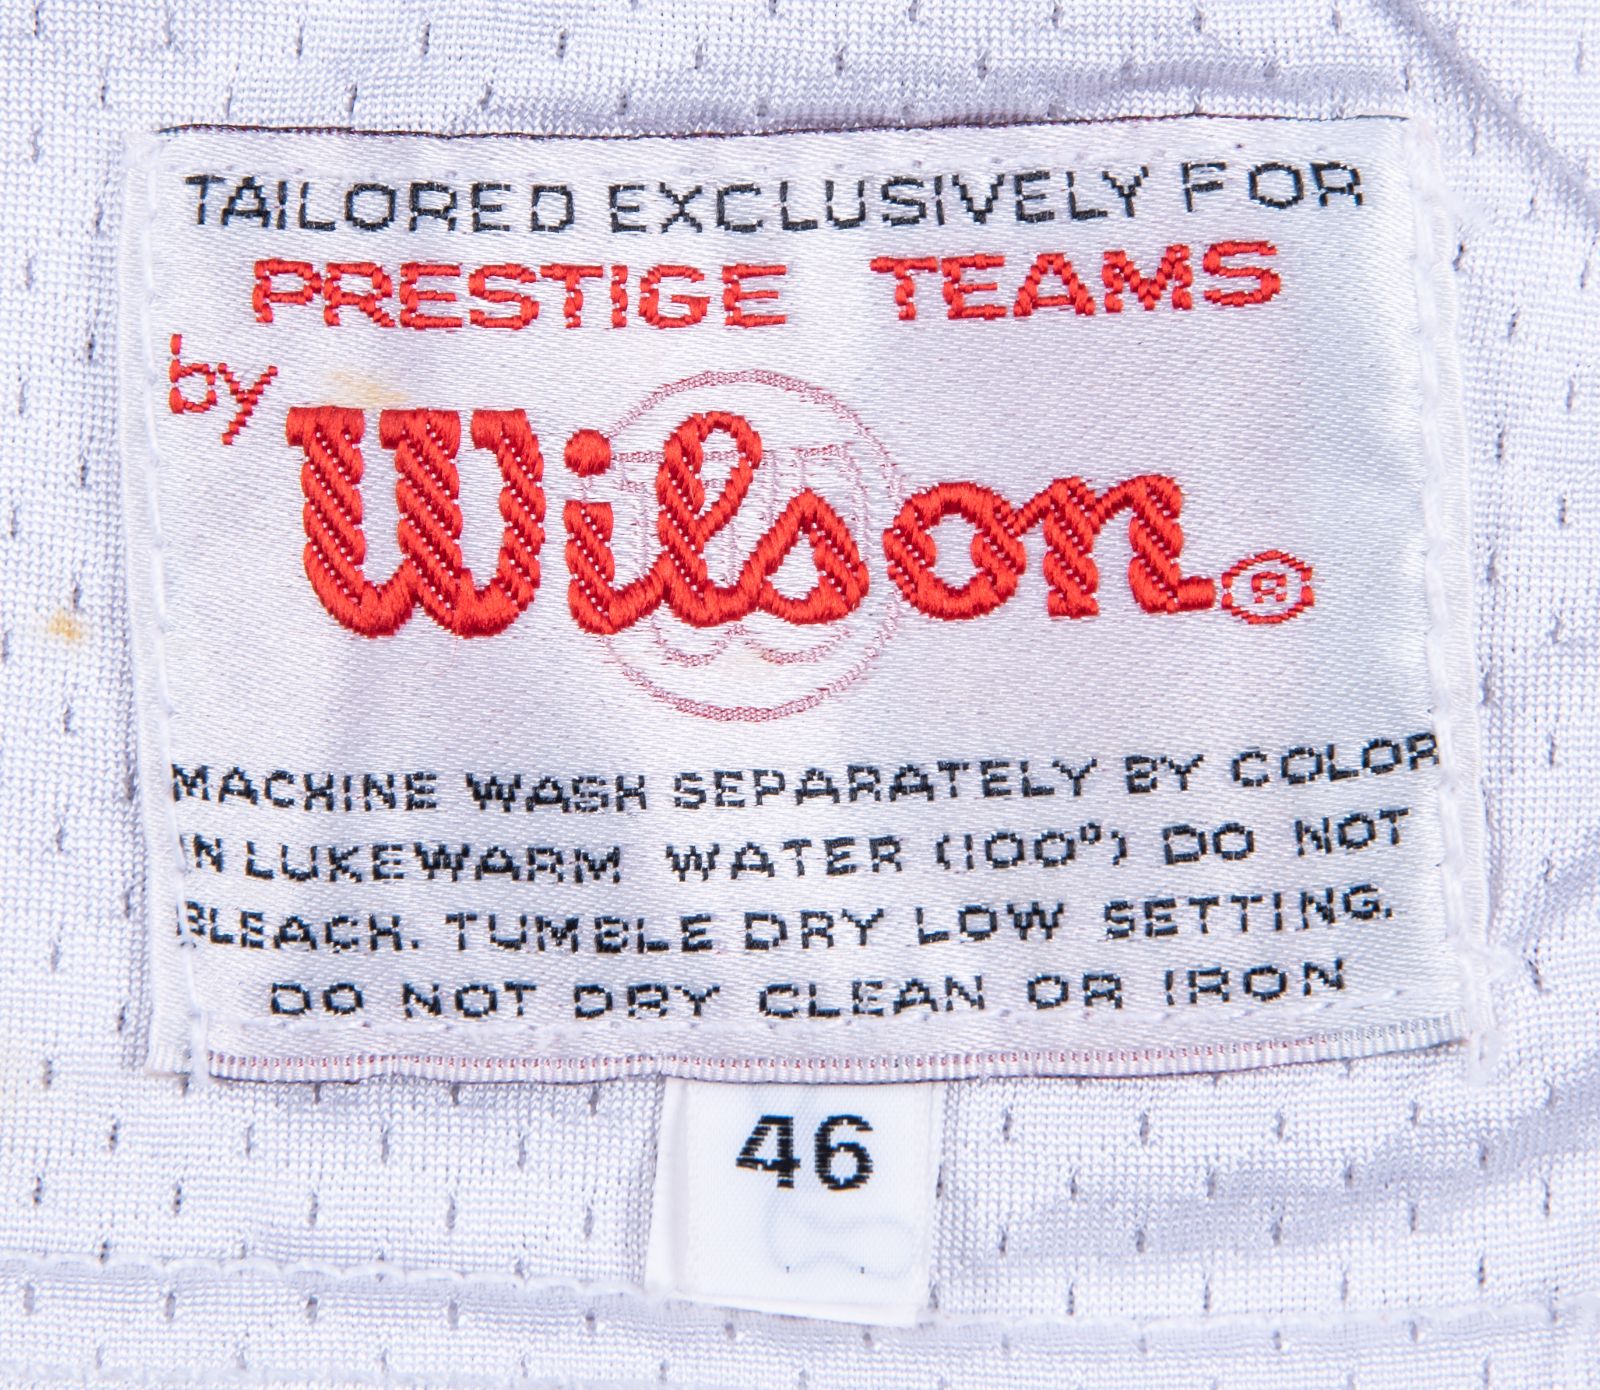 TAILORED EXCLUSIVELY FOR
PRESTIGE TEAMS
by
Wilson®
MACHINE WASH SEPARATELY BY COLOR
IN LUKEWARM WATER (100°) DO NOT
BLEACH. TUMBLE DRY LOW SETTING.
DO NOT DRY CLEAN OR IRON
46